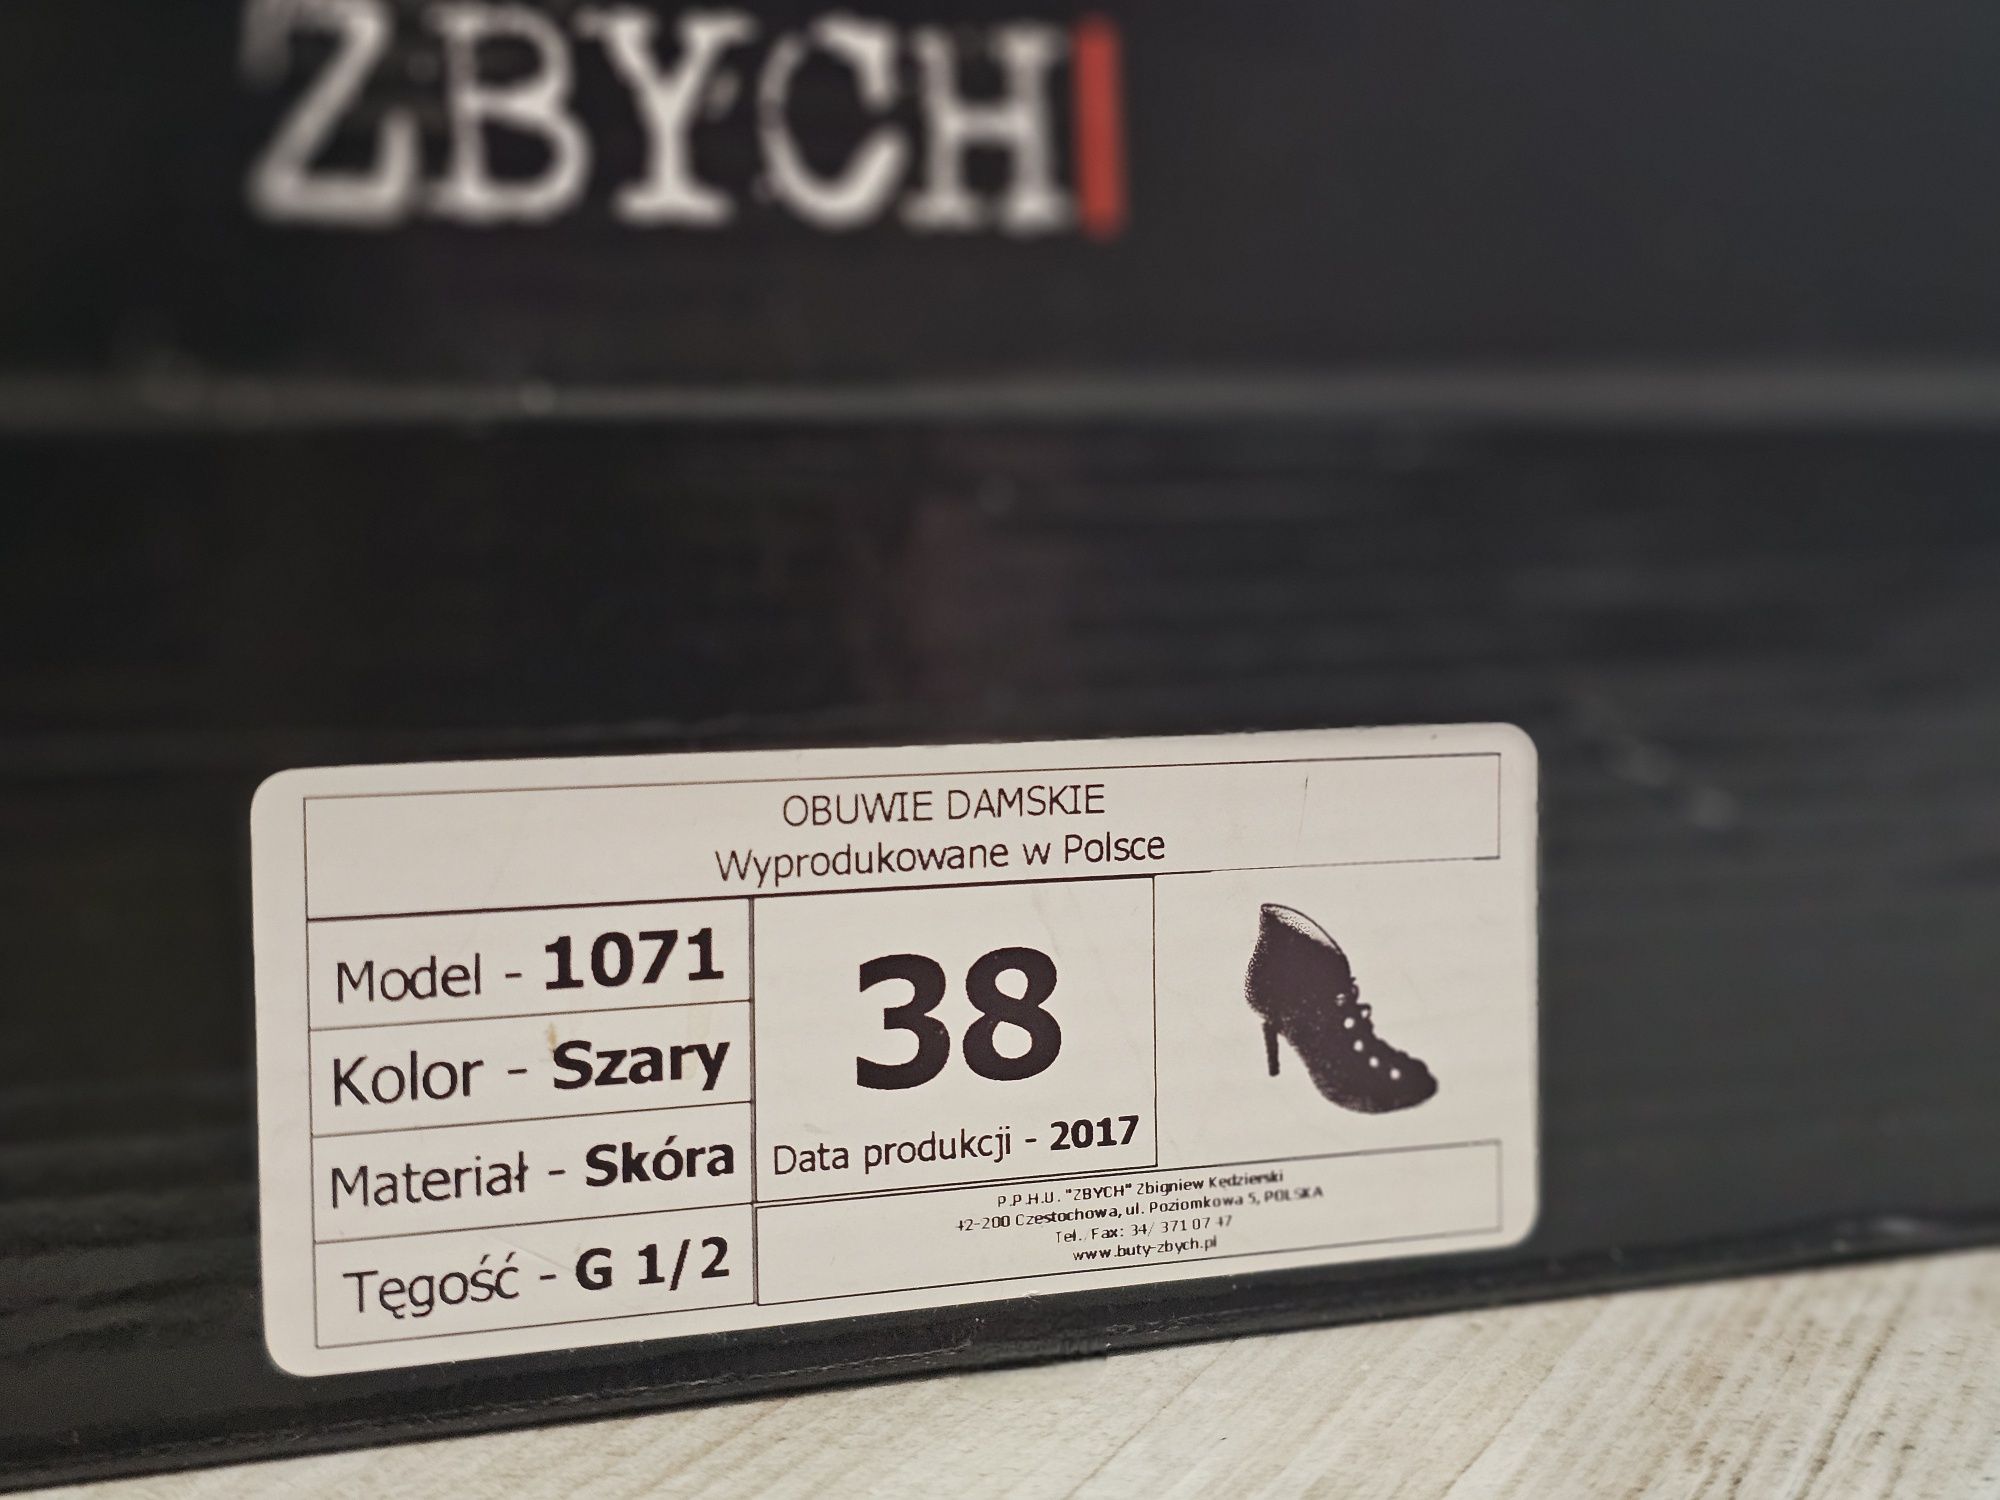 ZBYCH
OBUWIE DAMSKIE
Wyprodukowane w Polsce
Model - 1071
Kolor - Szary
Materiał - Skóra
Tęgość - G 1/2
38
Data produkcji - 2017
P.P.H.U. "ZBYCH" Zbigniew Kędzierski
42-200 Czestochowa, ul. Poziomkowa 5, POLSKA
Tel./Fax: 34/ 371 07 47
www.buty-zbych.pl